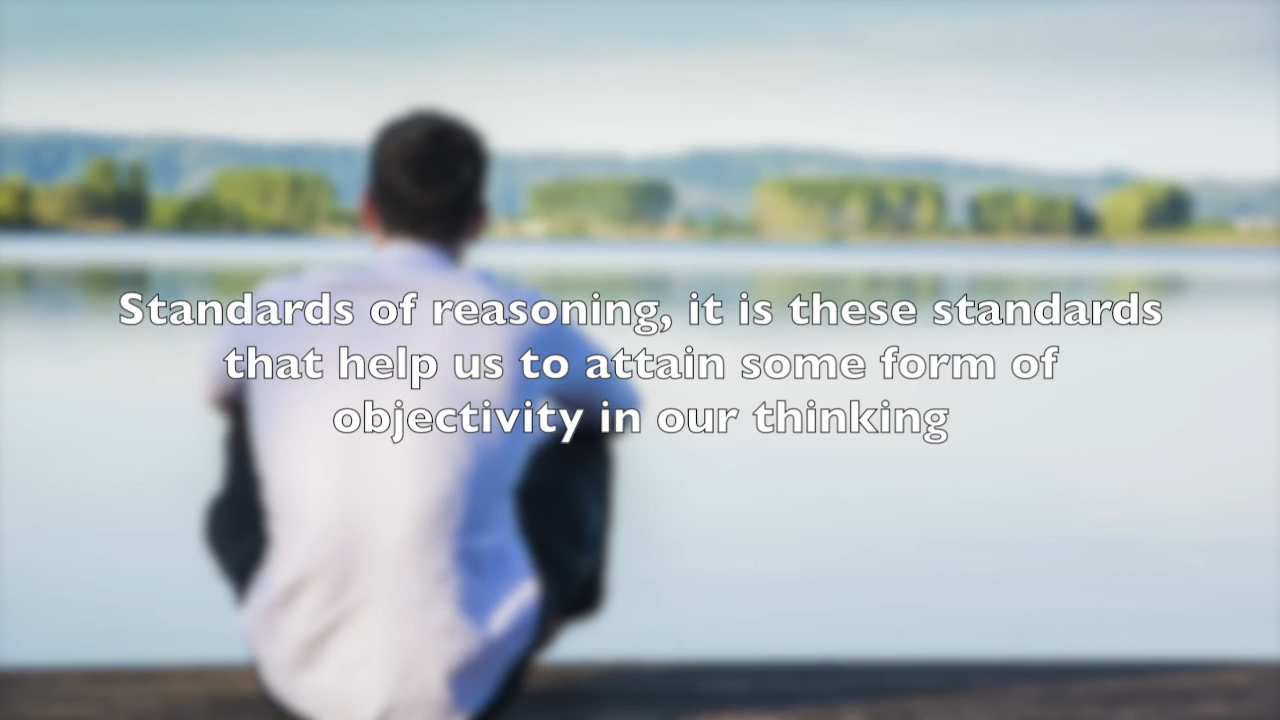 Standards of reasoning, it is these standards
that help us to attain some form of
objectivity in our thinking